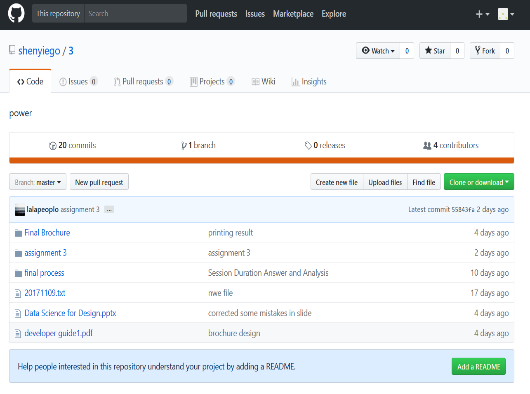 This repository Search Pull requests Issues Marketplace Explore
shenyiego / 3 Watch 0 Star 0 Fork 0
Code Issues 0 Pull requests 0 Projects 0 Wiki Insights
power
20 commits 1 branch 0 releases 4 contributors
Branch: master New pull request Create new file Upload files Find file Clone or download
lalapeoplo assignment 3 ... Latest commit 55843fa 2 days ago
Final Brochure printing result 4 days ago
assignment 3 assignment 3 2 days ago
final process Session Duration Answer and Analysis 10 days ago
20171109.txt nwe file 17 days ago
Data Science for Design.pptx corrected some mistakes in slide 4 days ago
developer guide1.pdf brochure design 4 days ago
Help people interested in this repository understand your project by adding a README. Add a README